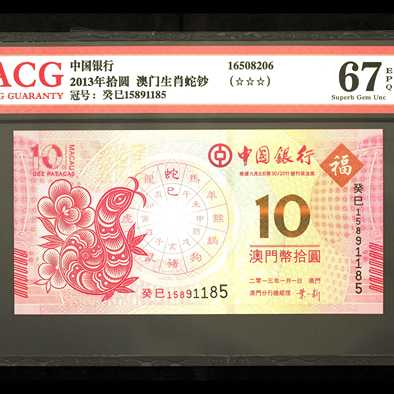 ACG
NG GUARANTY
中国银行
2013年拾圆 澳门生肖蛇钞
冠号：癸巳15891185
16508206
(☆☆☆)
67
E
P
Q
Superb Gem Unc
10
DEZ PATACAS
MACAU
蛇
巳
中國銀行
福
10
澳門幣拾圓
二零一三年一月一日 澳門
澳門分行總經理
癸巳15891185
癸巳15891185